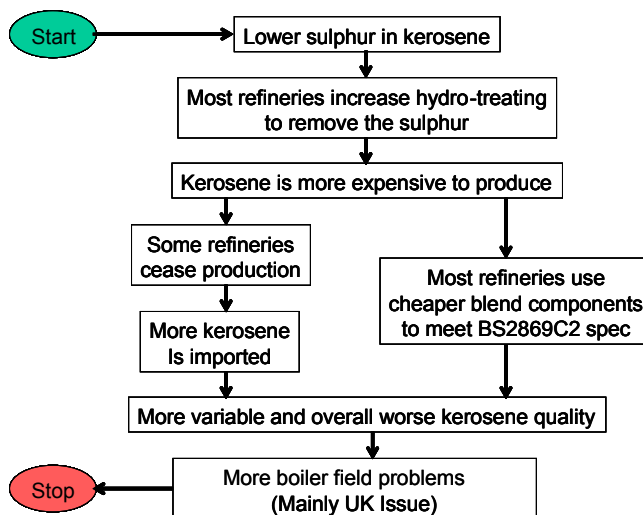 Start
Lower sulphur in kerosene
Most refineries increase hydro-treating
to remove the sulphur
Kerosene is more expensive to produce
Some refineries
cease production
More kerosene
Is imported
Most refineries use
cheaper blend components
to meet BS2869C2 spec
More variable and overall worse kerosene quality
More boiler field problems
(Mainly UK Issue)
Stop